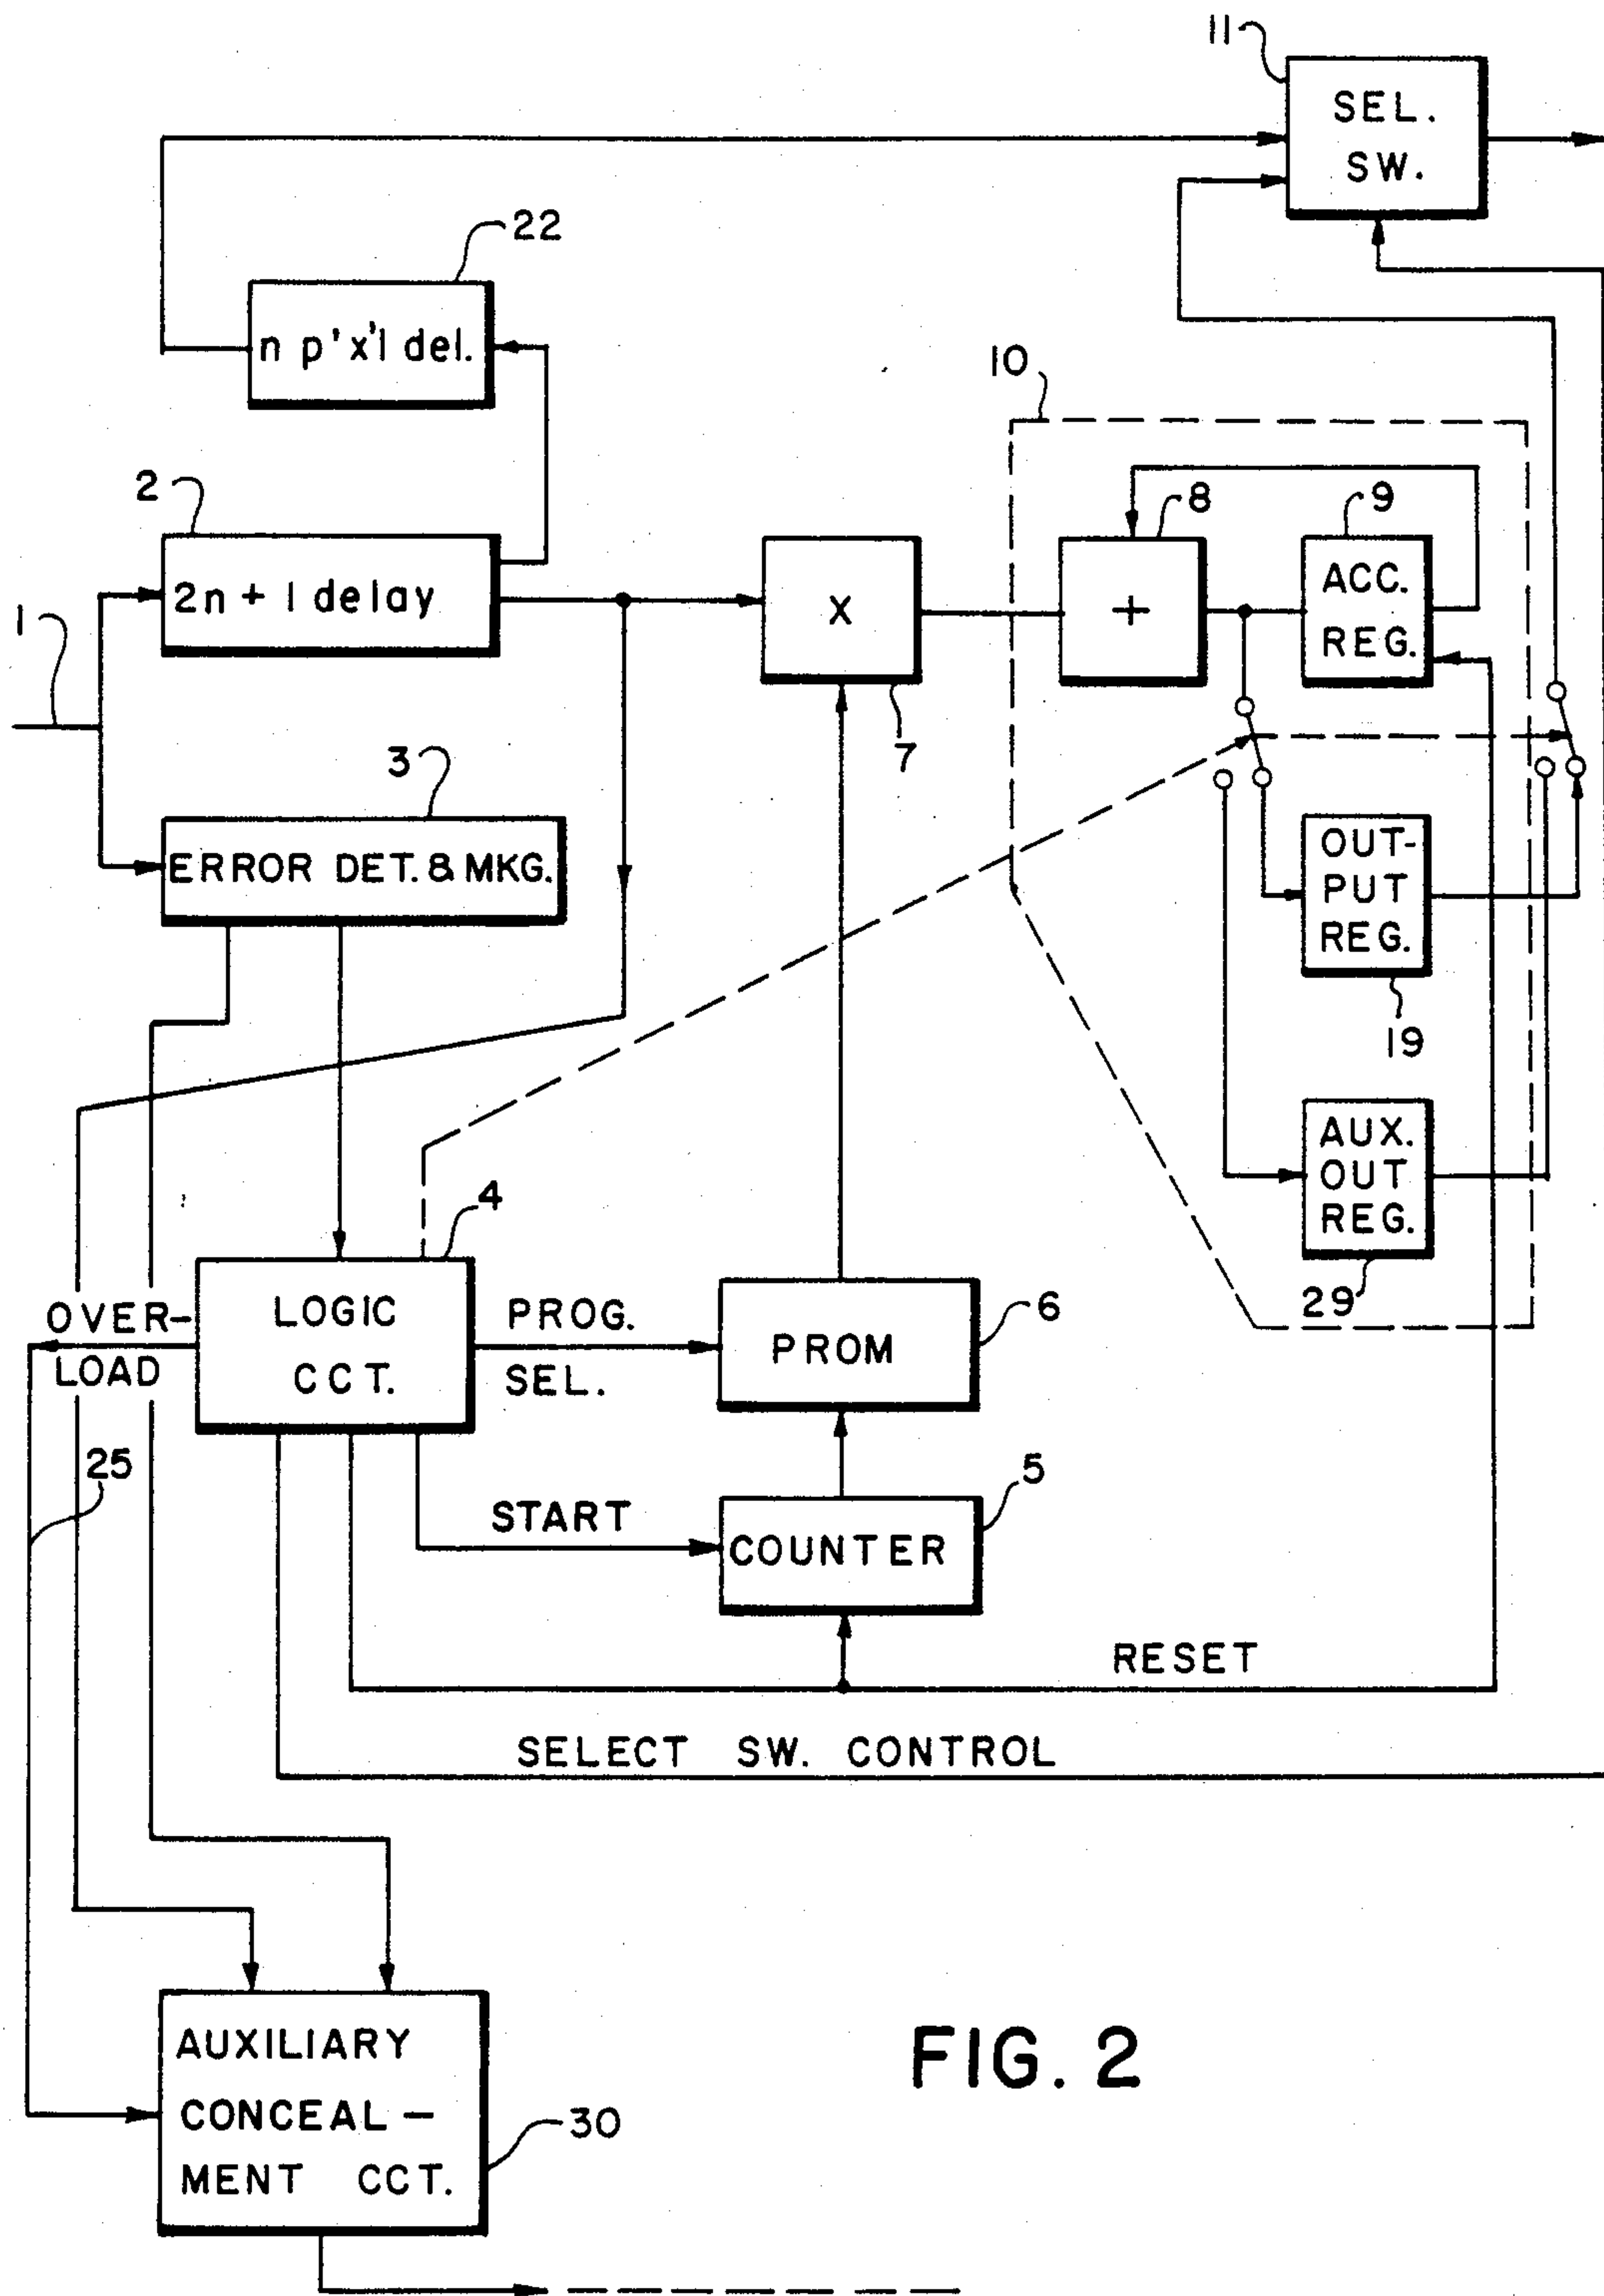 11
SEL.
SW.
22
n p'x'l del.
10
2
2n + 1 delay
8
9
+
ACC.
REG.
X
1
7
3
ERROR DET. & MKG.
OUT-
PUT
REG.
19
AUX.
OUT
REG.
29
4
LOGIC
CCT.
OVER-
LOAD
PROG.
SEL.
6
PROM
25
5
START
COUNTER
RESET
SELECT SW. CONTROL
AUXILIARY
CONCEAL-
MENT CCT.
30
FIG. 2